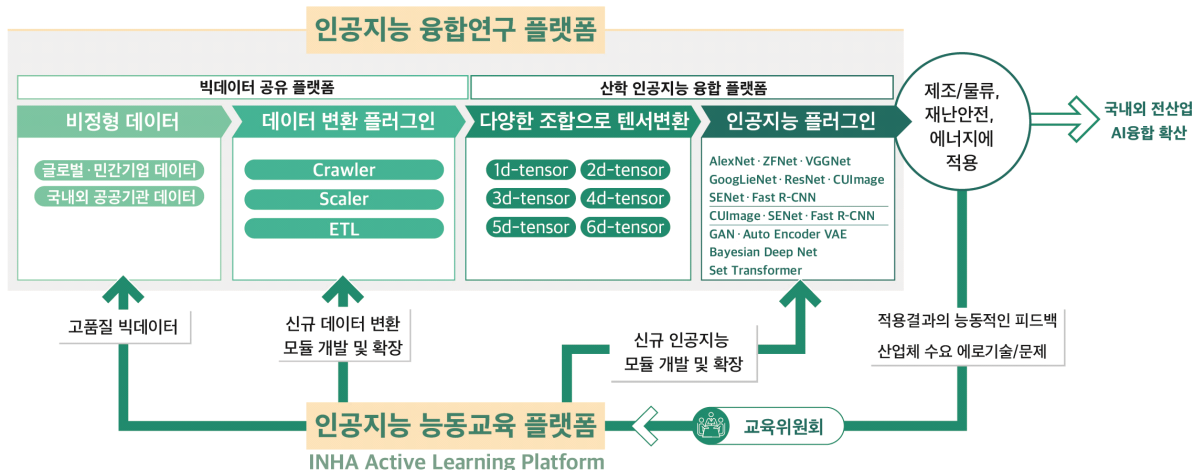 인공지능 융합연구 플랫폼
빅데이터 공유 플랫폼
산학 인공지능 융합 플랫폼
비정형 데이터
데이터 변환 플러그인
다양한 조합으로 텐서변환
인공지능 플러그인
글로벌·민간기업 데이터
국내외 공공기관 데이터
Crawler
Scaler
ETL
1d-tensor
2d-tensor
3d-tensor
4d-tensor
5d-tensor
6d-tensor
AlexNet·ZFNet·VGGNet
GoogLieNet·ResNet·CUImage
SENet·Fast R-CNN
CUImage·SENet·Fast R-CNN
GAN·Auto Encoder VAE
Bayesian Deep Net
Set Transformer
제조/물류,
재난안전,
에너지에
적용
국내외 전산업
AI융합 확산
고품질 빅데이터
신규 데이터 변환
모듈 개발 및 확장
신규 인공지능
모듈 개발 및 확장
적용결과의 능동적인 피드백
산업체 수요 에로기술/문제
인공지능 능동교육 플랫폼
교육위원회
INHA Active Learning Platform